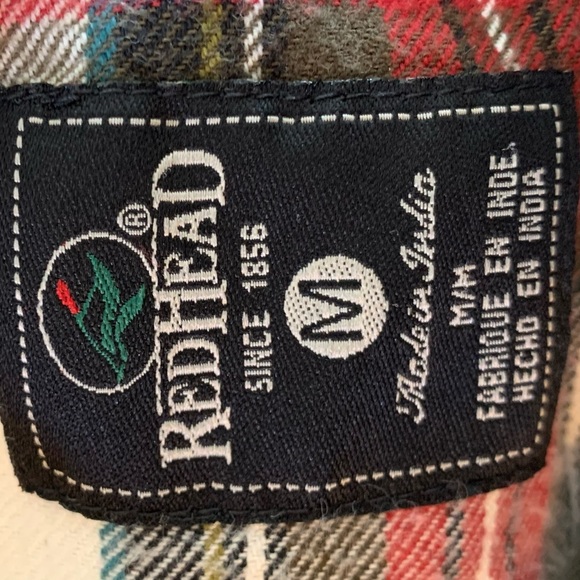 ®
REDHEAD
SINCE 1856
M
Made in India
M/M
FABRIQUE EN INDE.
HECHO EN INDIA